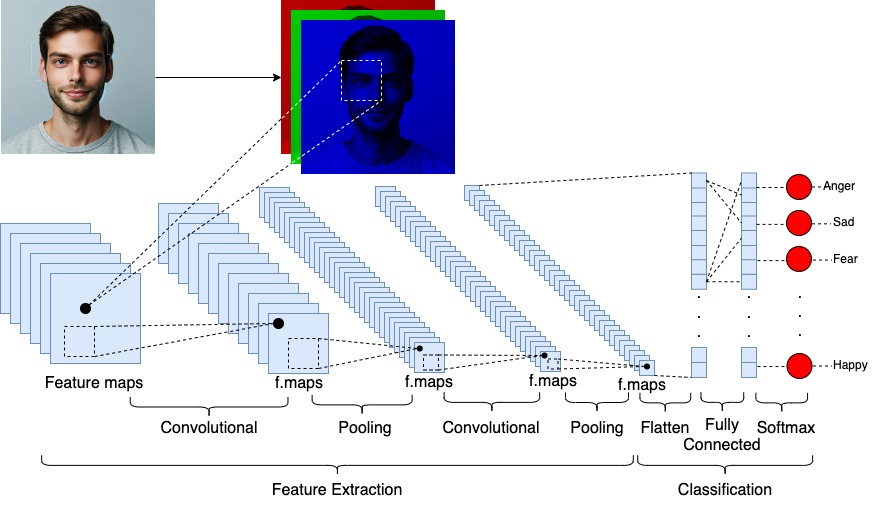 Anger
Sad
Fear
Happy
Feature maps
f.maps
f.maps
f.maps
f.maps
Convolutional
Pooling
Convolutional
Pooling
Flatten
Fully
Connected
Softmax
Feature Extraction
Classification